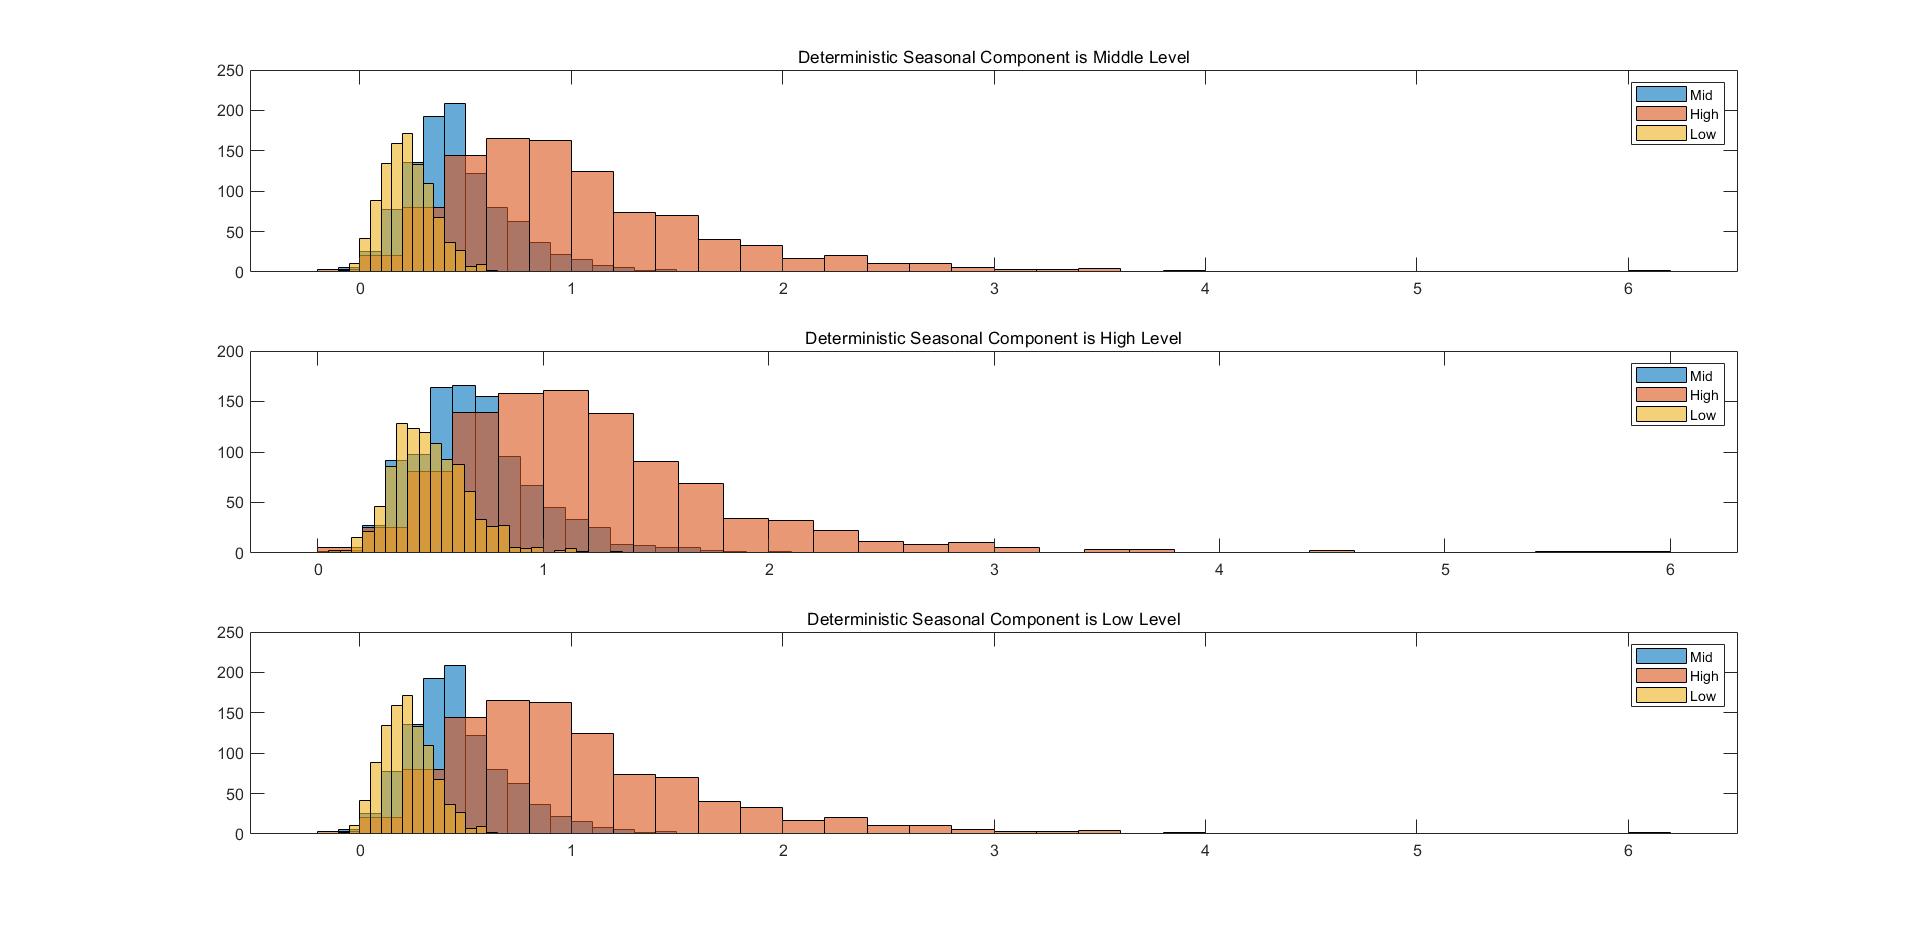 Deterministic Seasonal Component is Middle Level
250
200
150
100
50
0
0 1 2 3 4 5 6
Mid
High
Low
Deterministic Seasonal Component is High Level
200
150
100
50
0
0 1 2 3 4 5 6
Mid
High
Low
Deterministic Seasonal Component is Low Level
250
200
150
100
50
0
0 1 2 3 4 5 6
Mid
High
Low